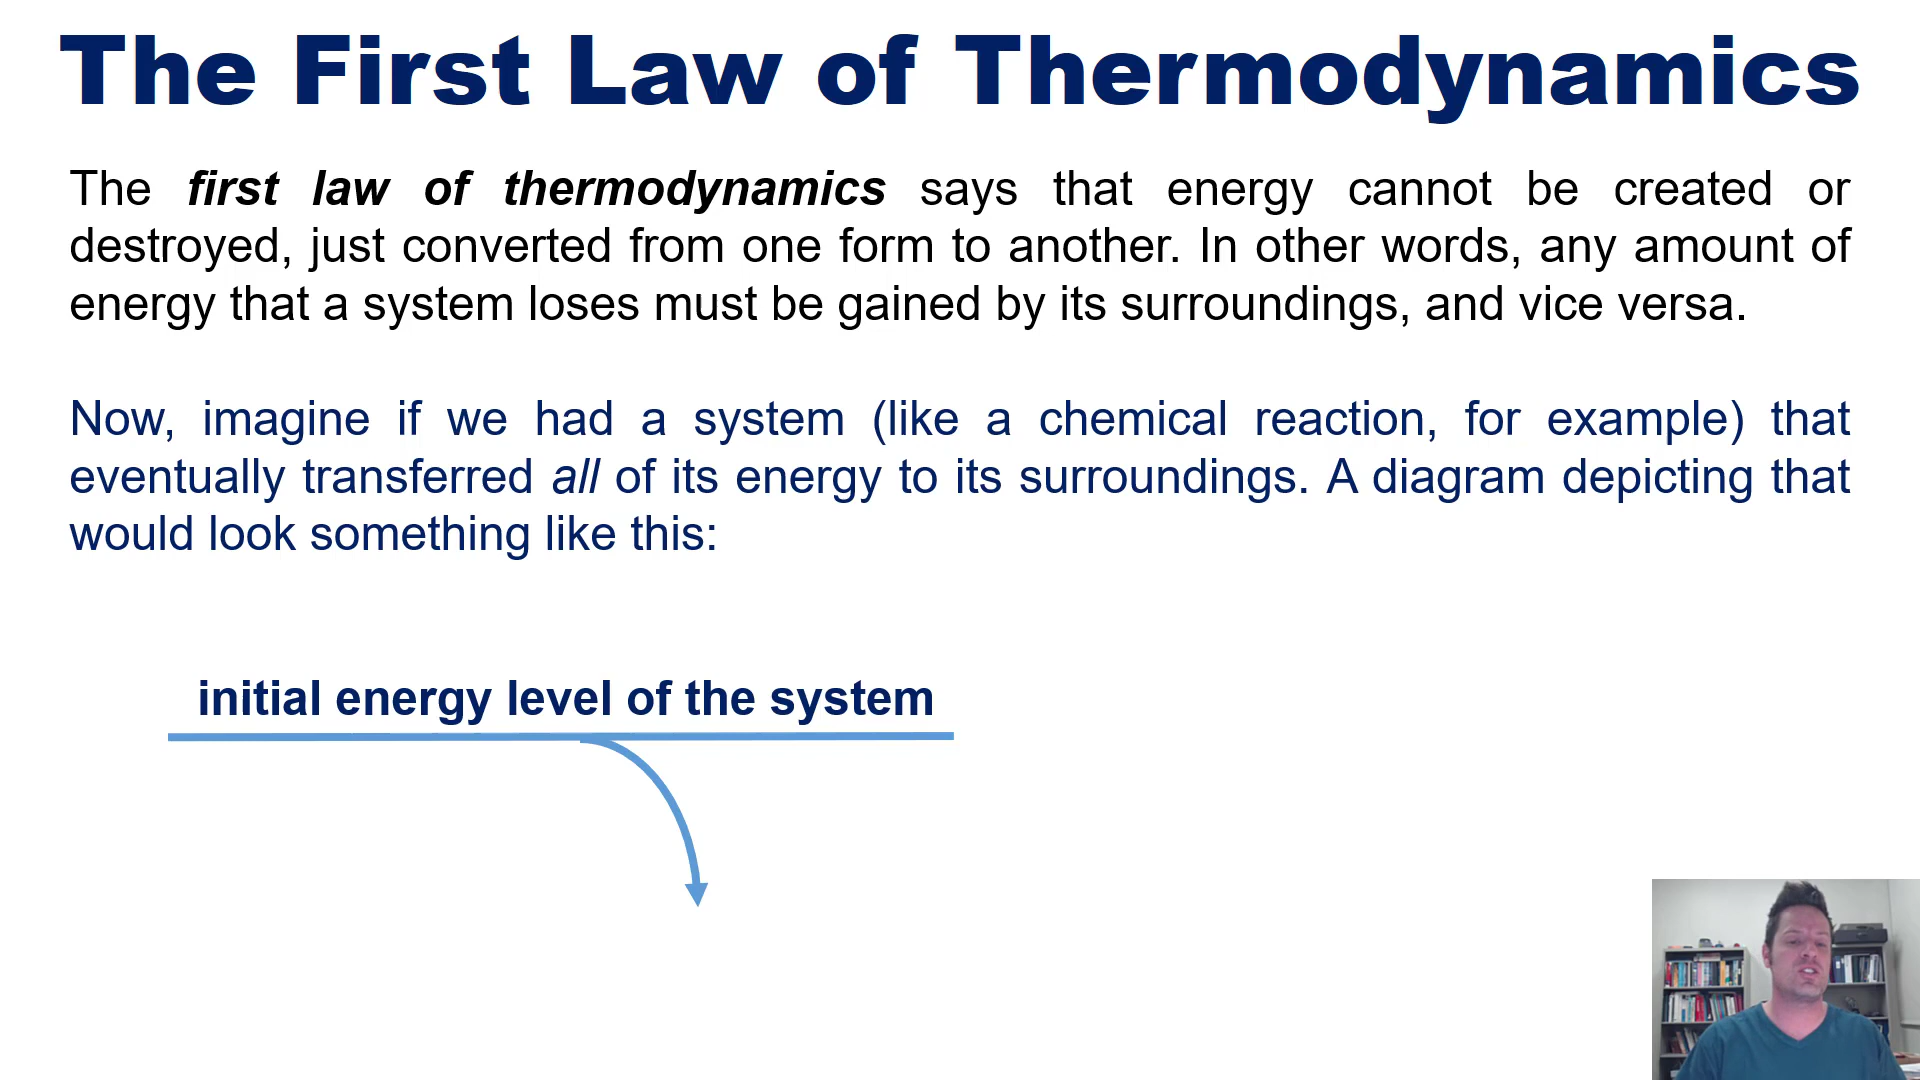 The First Law of Thermodynamics
The first law of thermodynamics says that energy cannot be created or
destroyed, just converted from one form to another. In other words, any amount of
energy that a system loses must be gained by its surroundings, and vice versa.
Now, imagine if we had a system (like a chemical reaction, for example) that
eventually transferred all of its energy to its surroundings. A diagram depicting that
would look something like this:
initial energy level of the system